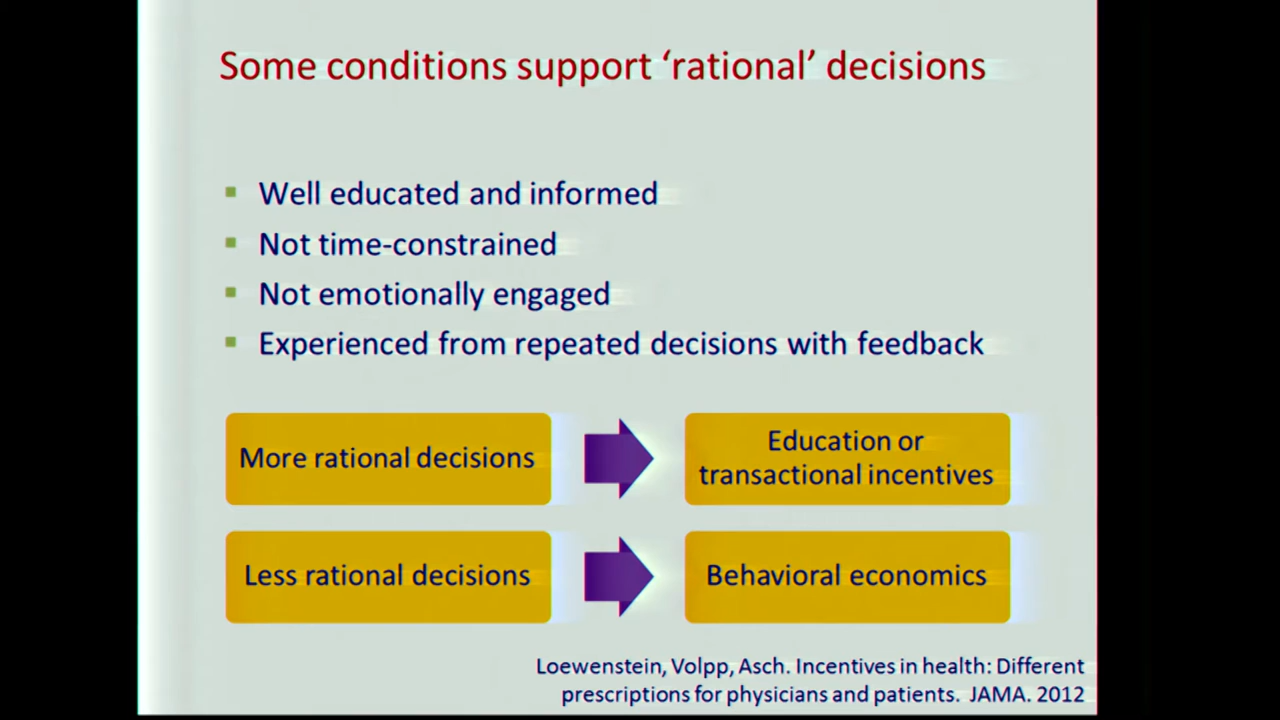 Some conditions support ‘rational’ decisions
Well educated and informed
Not time-constrained
Not emotionally engaged
Experienced from repeated decisions with feedback
More rational decisions
Education or
transactional incentives
Less rational decisions
Behavioral economics
Loewenstein, Volpp, Asch. Incentives in health: Different
prescriptions for physicians and patients. JAMA. 2012